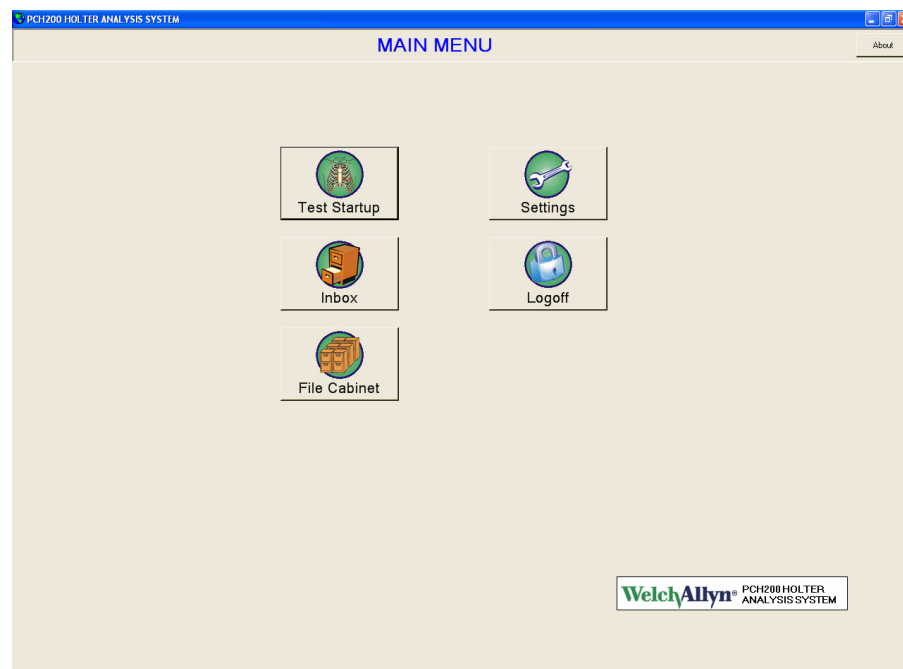 PCH200 HOLTER ANALYSIS SYSTEM
MAIN MENU
About
Test Startup
Settings
Inbox
Logoff
File Cabinet
WelchAllyn® PCH200 HOLTER
ANALYSIS SYSTEM